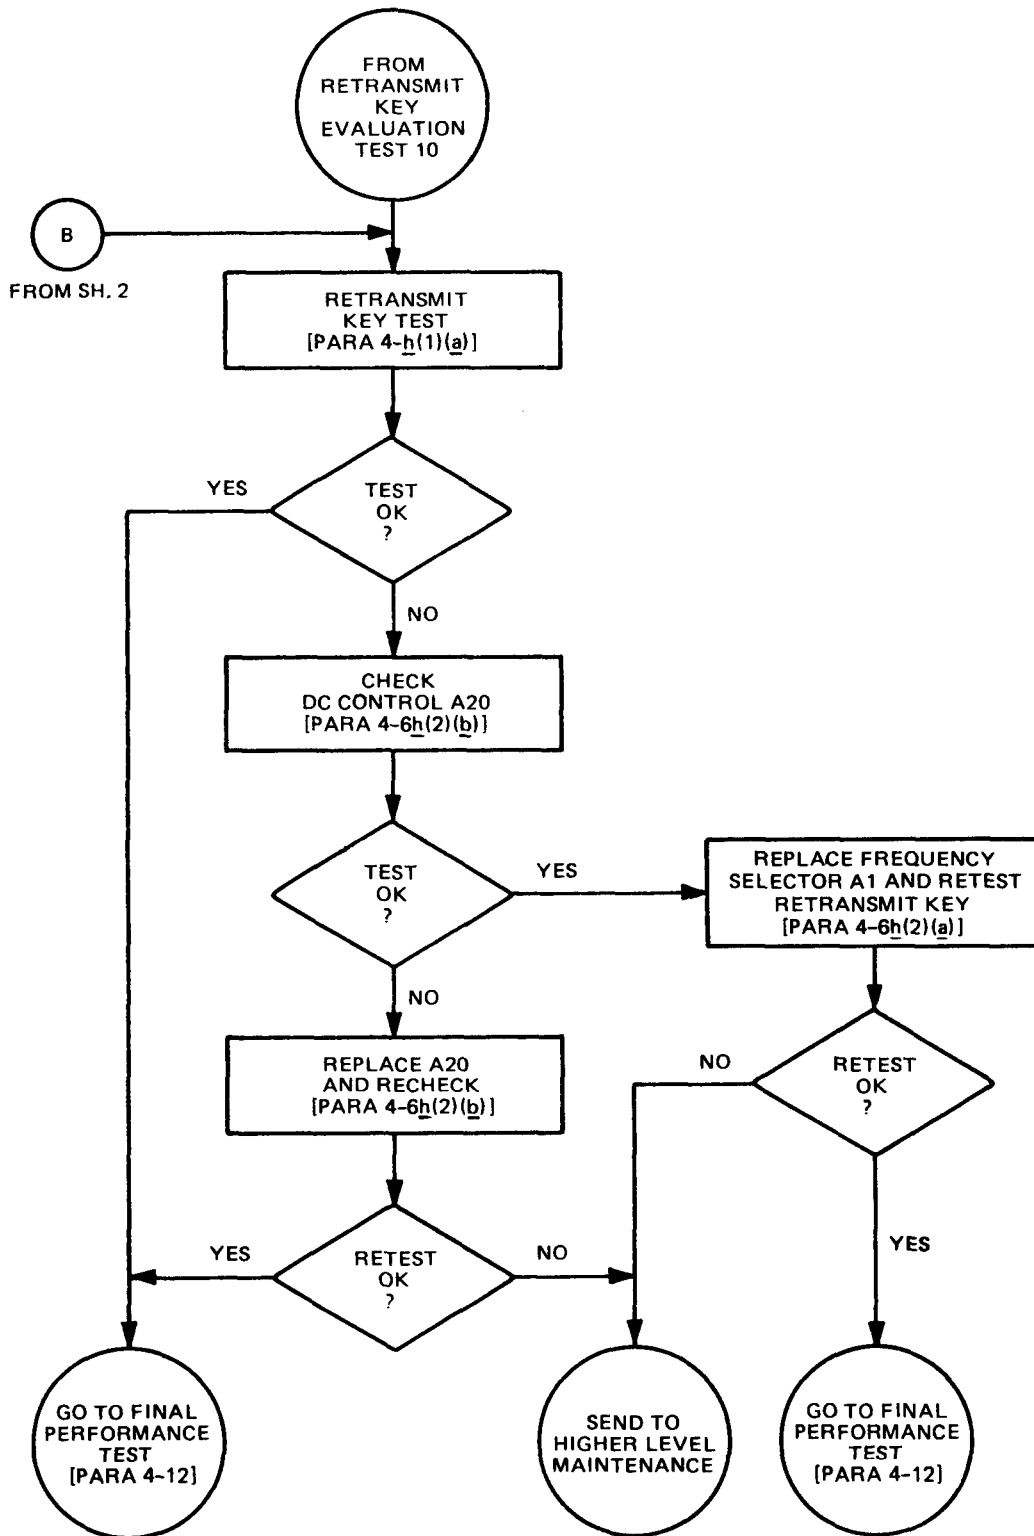 FROM
RETRANSMIT
KEY
EVALUATION
TEST 10
B
FROM SH. 2
RETRANSMIT
KEY TEST
[PARA 4-h(1)(a)]
YES
TEST
OK
?
NO
CHECK
DC CONTROL A20
[PARA 4-6h(2)(b)]
TEST
OK
?
YES
REPLACE FREQUENCY
SELECTOR A1 AND RETEST
RETRANSMIT KEY
[PARA 4-6h(2)(a)]
NO
REPLACE A20
AND RECHECK
[PARA 4-6h(2)(b)]
NO
RETEST
OK
?
YES
RETEST
OK
?
NO
YES
GO TO FINAL
PERFORMANCE
TEST
[PARA 4-12]
SEND TO
HIGHER LEVEL
MAINTENANCE
GO TO FINAL
PERFORMANCE
TEST
[PARA 4-12]